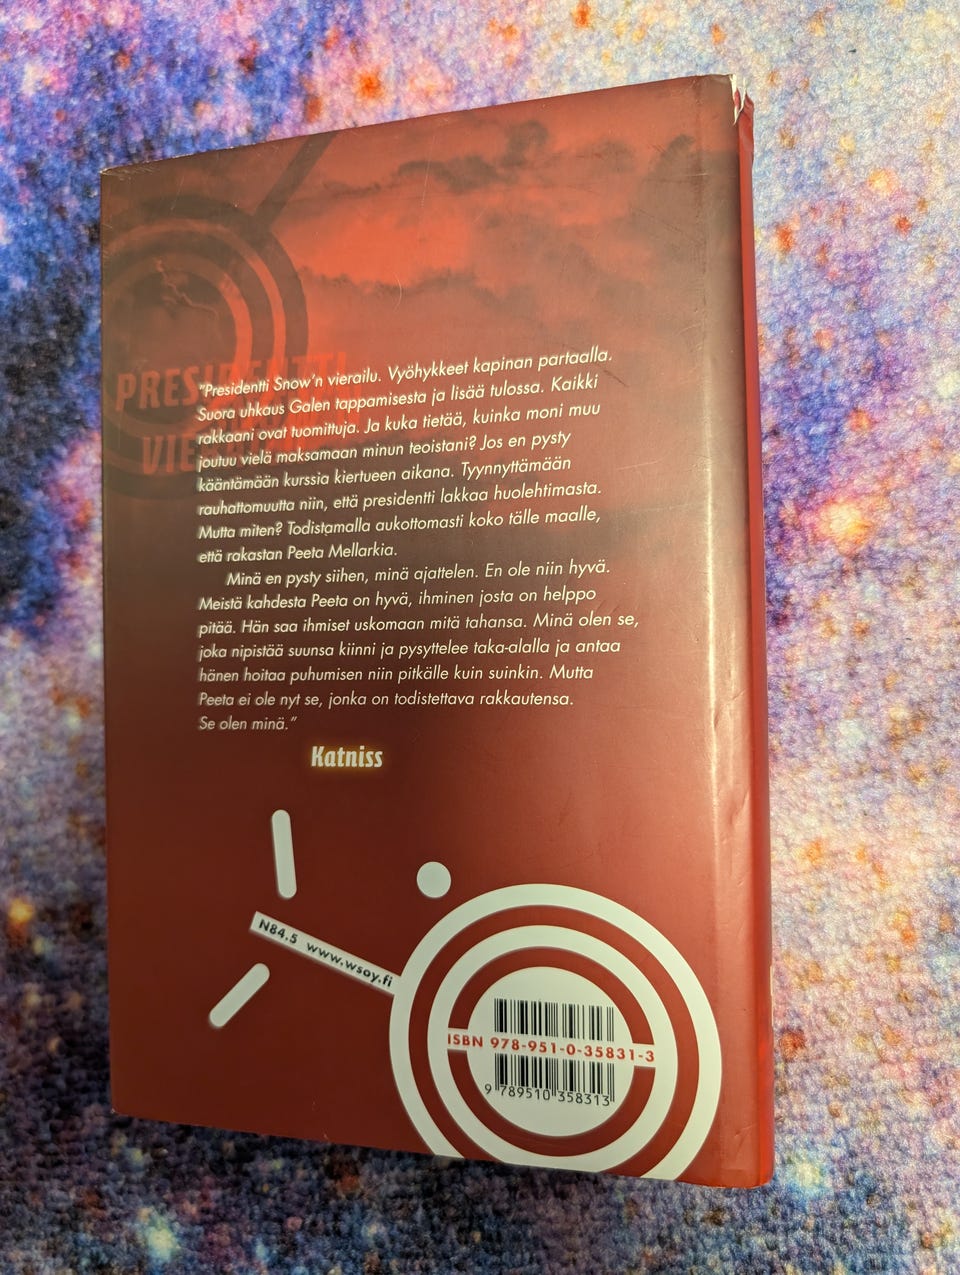 PRESIDENTTI
VIE
"Presidentti Snow'n vierailu. Vyöhykkeet kapinan partaalla.
Suora uhkaus Galen tappamisesta ja lisää tulossa. Kaikki
rakkaani ovat tuomittuja. Ja kuka tietää, kuinka moni muu
joutuu vielä maksamaan minun teoistani? Jos en pysty
kääntämään kurssia kiertueen aikana. Tyynnyttämään
rauhattomuutta niin, että presidentti lakkaa huolehtimasta.
Mutta miten? Todistamalla aukottomasti koko tälle maalle,
että rakastan Peeta Mellarkia.
Minä en pysty siihen, minä ajattelen. En ole niin hyvä.
Meistä kahdesta Peeta on hyvä, ihminen josta on helppo
pitää. Hän saa ihmiset uskomaan mitä tahansa. Minä olen se,
joka nipistää suunsa kiinni ja pysyttelee taka-alalla ja antaa
hänen hoitaa puhumisen niin pitkälle kuin suinkin. Mutta
Peeta ei ole nyt se, jonka on todistettava rakkautensa.
Se olen minä."
Katniss
N84.5 www.wsoy.fi
ISBN 978-951-0-35831-3
9 789510 358313